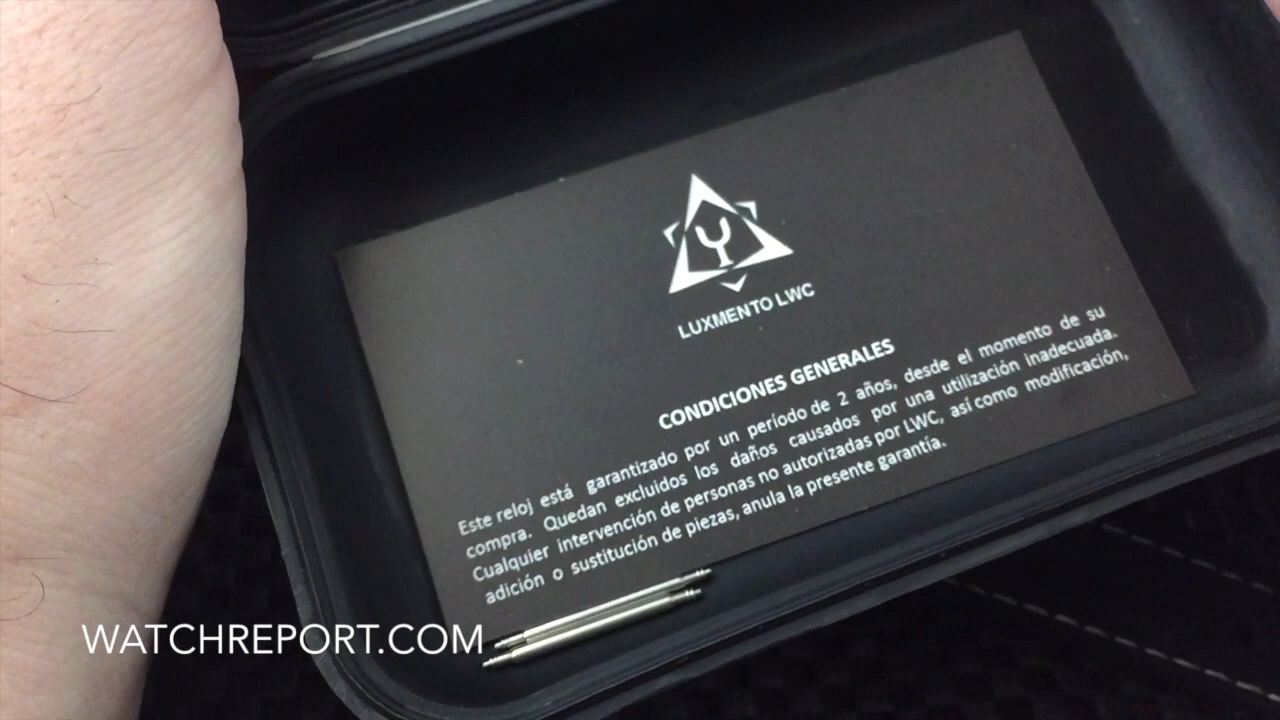 Y
LUXMENTO LWC
CONDICIONES GENERALES
Este reloj está garantizado por un período de 2 años, desde el momento de su
compra. Quedan excluidos los daños causados por una utilización inadecuada.
Cualquier intervención de personas no autorizadas por LWC, así como modificación,
adición o sustitución de piezas, anula la presente garantía.
WATCHREPORT.COM